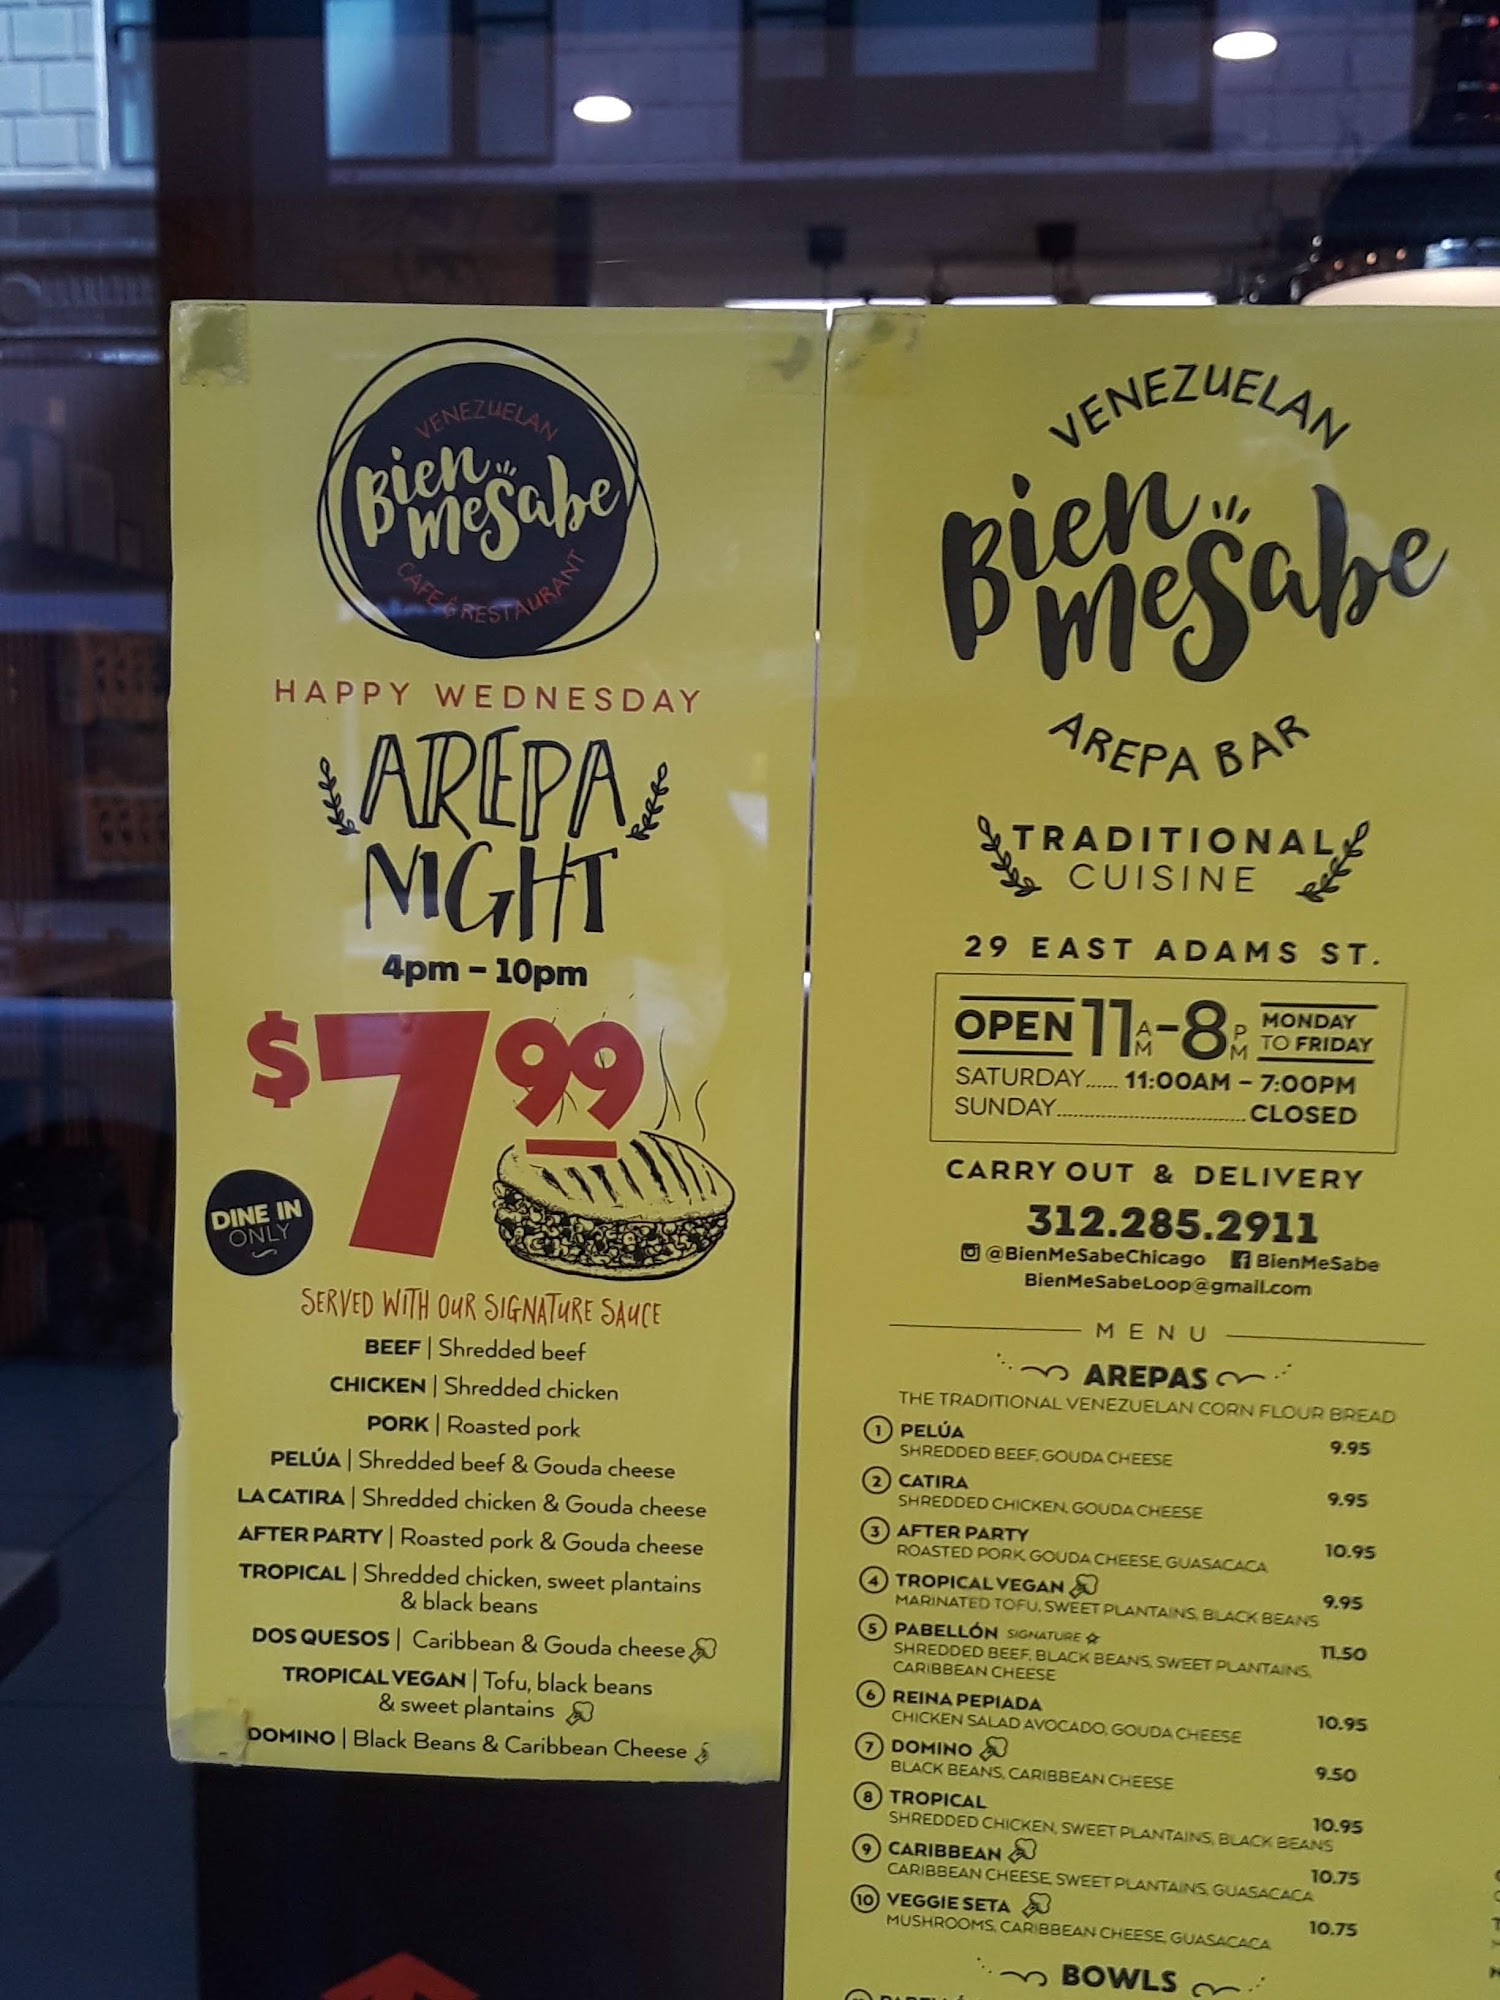 VENEZUELAN
Bien
meSabe
CAFE & RESTAURANT
HAPPY WEDNESDAY
AREPA
NIGHT
4pm – 10pm
$7.99
DINE IN
ONLY
SERVED WITH OUR SIGNATURE SAUCE
BEEF | Shredded beef
CHICKEN | Shredded chicken
PORK | Roasted pork
PELÚA | Shredded beef & Gouda cheese
LA CATIRA | Shredded chicken & Gouda cheese
AFTER PARTY | Roasted pork & Gouda cheese
TROPICAL | Shredded chicken, sweet plantains
& black beans
DOS QUESOS | Caribbean & Gouda cheese
TROPICAL VEGAN | Tofu, black beans
& sweet plantains
DOMINO | Black Beans & Caribbean Cheese
VENEZUELAN
Bien
meSabe
AREPA BAR
TRADITIONAL
CUISINE
29 EAST ADAMS ST.
OPEN 11AM-8PM MONDAY
TO FRIDAY
SATURDAY...... 11:00AM – 7:00PM
SUNDAY.............................. CLOSED
CARRY OUT & DELIVERY
312.285.2911
@BienMeSabeChicago BienMeSabe
BienMeSabeLoop@gmail.com
MENU
AREPAS
THE TRADITIONAL VENEZUELAN CORN FLOUR BREAD
1 PELÚA 9.95
SHREDDED BEEF, GOUDA CHEESE
2 CATIRA 9.95
SHREDDED CHICKEN, GOUDA CHEESE
3 AFTER PARTY 10.95
ROASTED PORK, GOUDA CHEESE, GUASACACA
4 TROPICAL VEGAN 9.95
MARINATED TOFU, SWEET PLANTAINS, BLACK BEANS
5 PABELLÓN SIGNATURE 11.50
SHREDDED BEEF, BLACK BEANS, SWEET PLANTAINS,
CARIBBEAN CHEESE
6 REINA PEPIADA 10.95
CHICKEN SALAD AVOCADO, GOUDA CHEESE
7 DOMINO 9.50
BLACK BEANS, CARIBBEAN CHEESE
8 TROPICAL 10.95
SHREDDED CHICKEN, SWEET PLANTAINS, BLACK BEANS
9 CARIBBEAN 10.75
CARIBBEAN CHEESE, SWEET PLANTAINS, GUASACACA
10 VEGGIE SETA 10.75
MUSHROOMS, CARIBBEAN CHEESE, GUASACACA
BOWLS